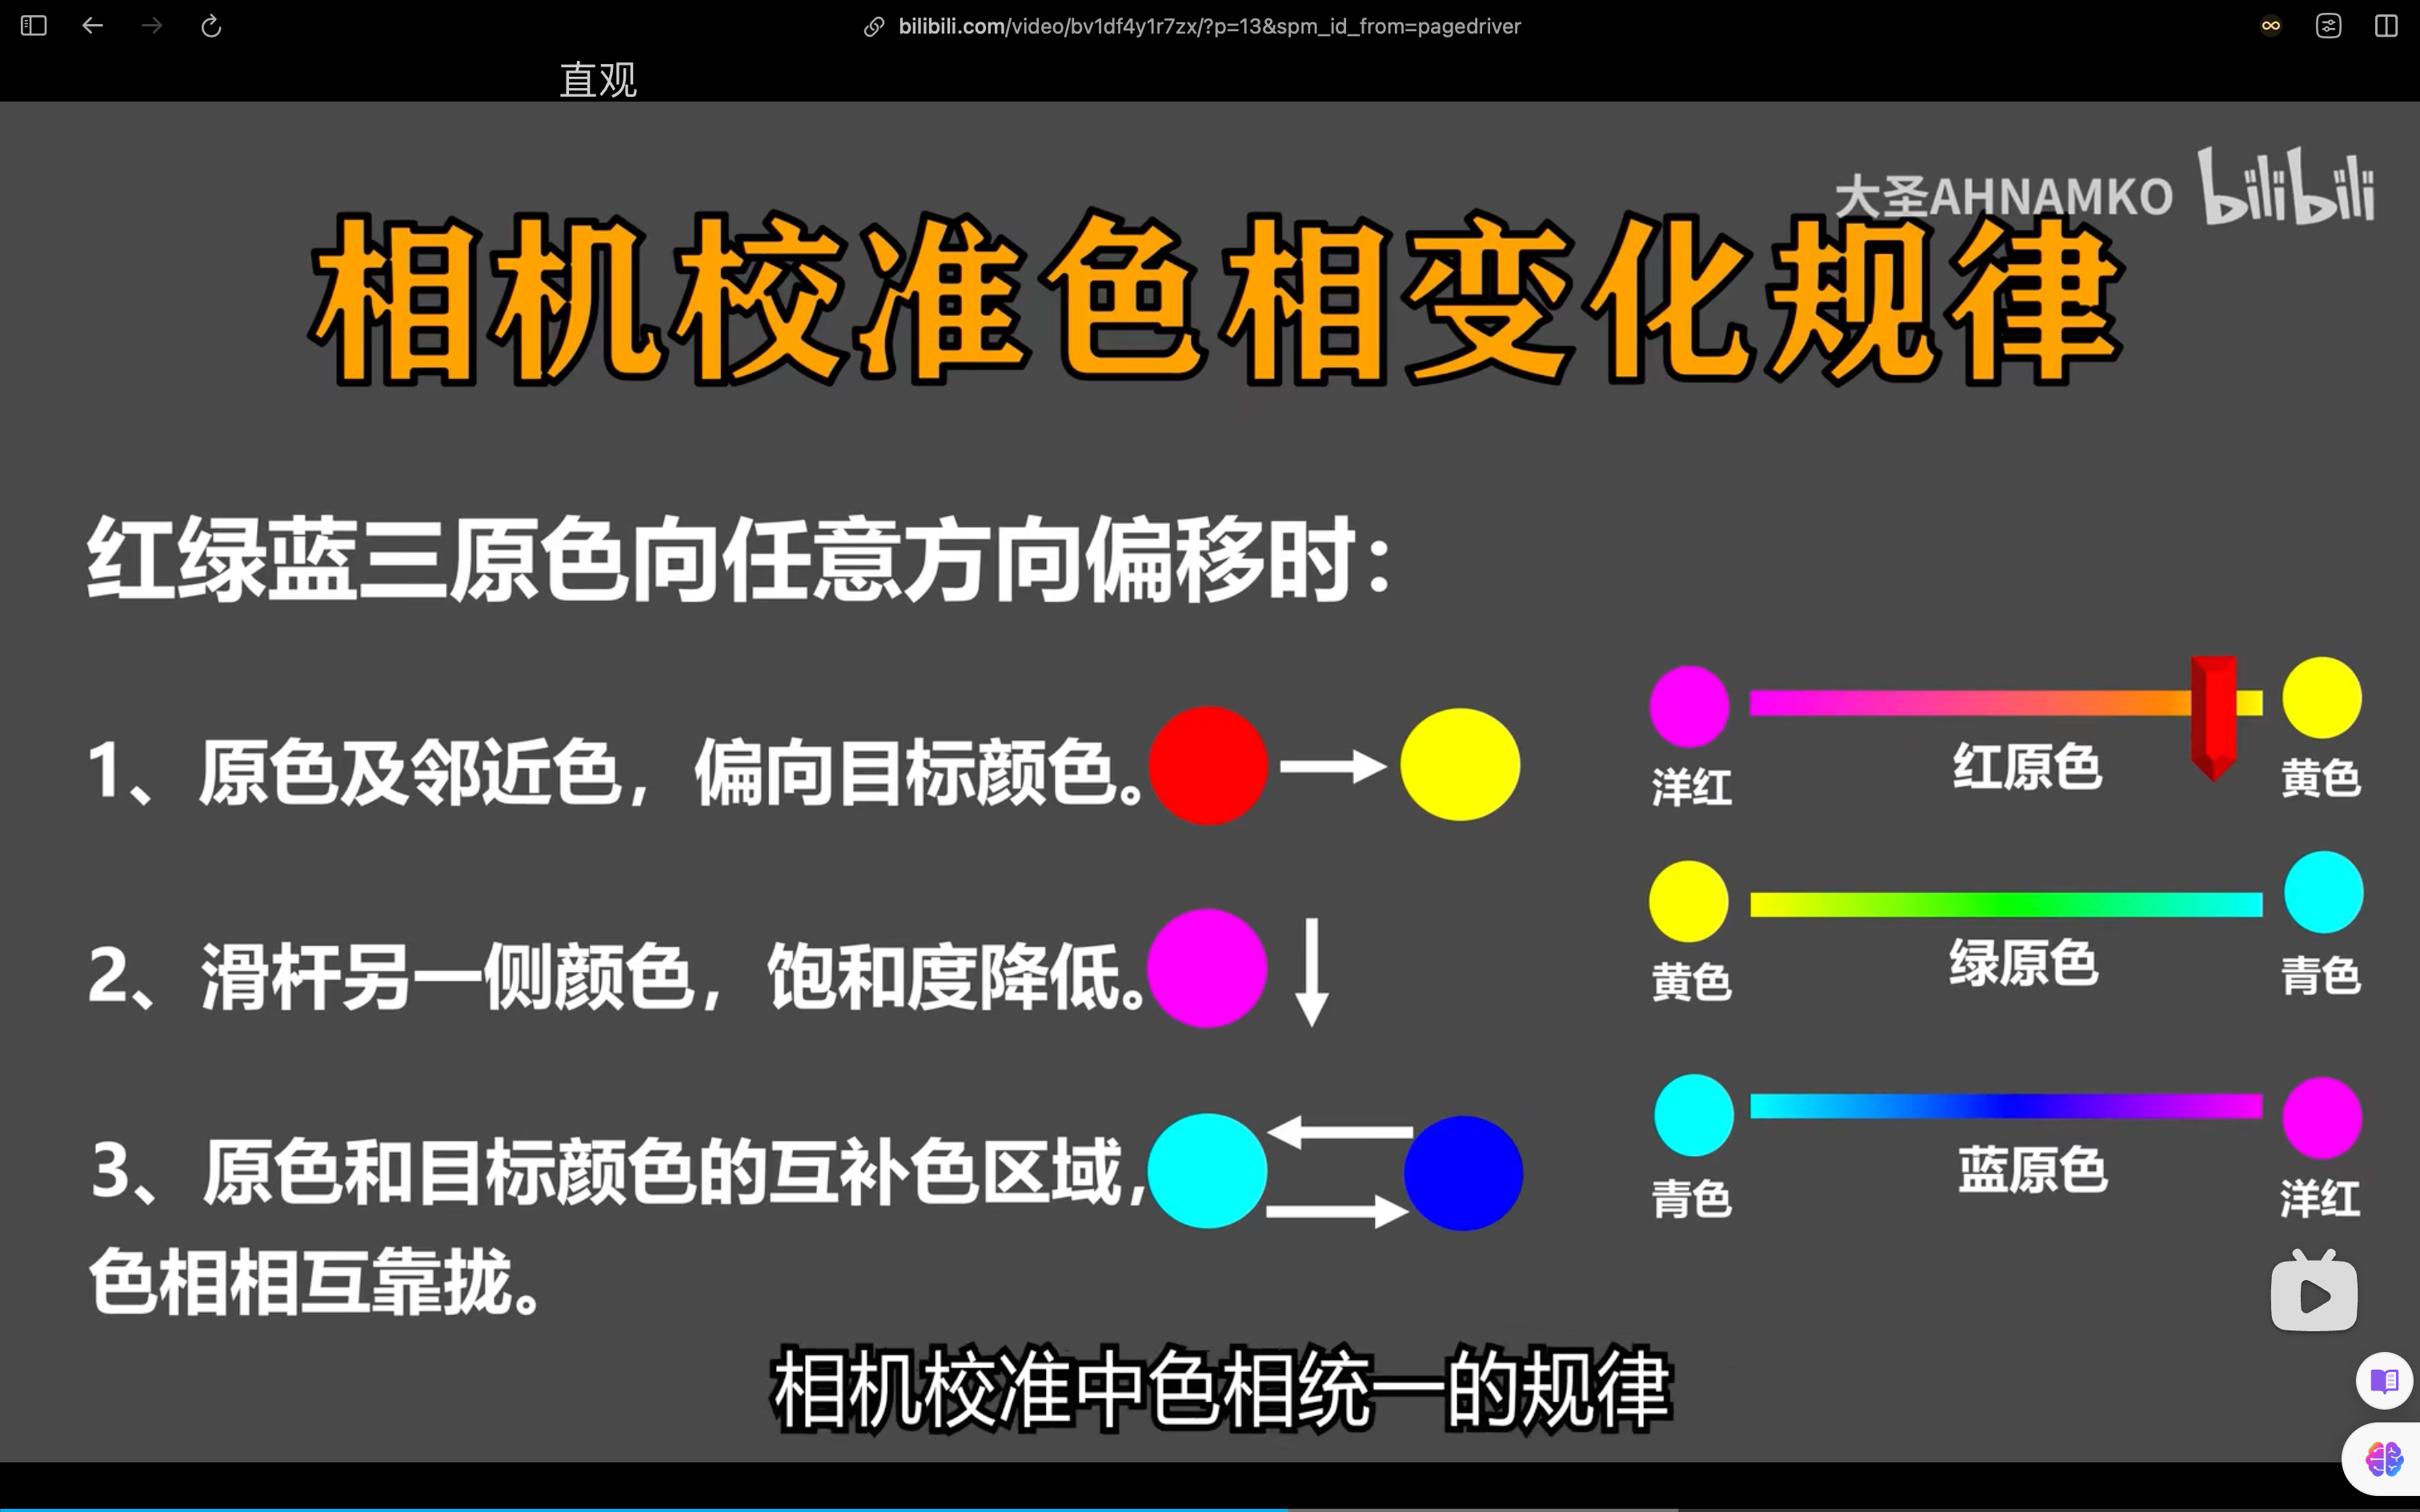 bilibili.com/video/bv1df4y1r7zx/?p=13&spm_id_from=pagedriver
直观
大圣AHNAMKO bilibili
相机校准色相变化规律
红绿蓝三原色向任意方向偏移时：
1、原色及邻近色，偏向目标颜色。
洋红 红原色 黄色
2、滑杆另一侧颜色，饱和度降低。
黄色 绿原色 青色
3、原色和目标颜色的互补色区域，
色相相互靠拢。
青色 蓝原色 洋红
相机校准中色相统一的规律